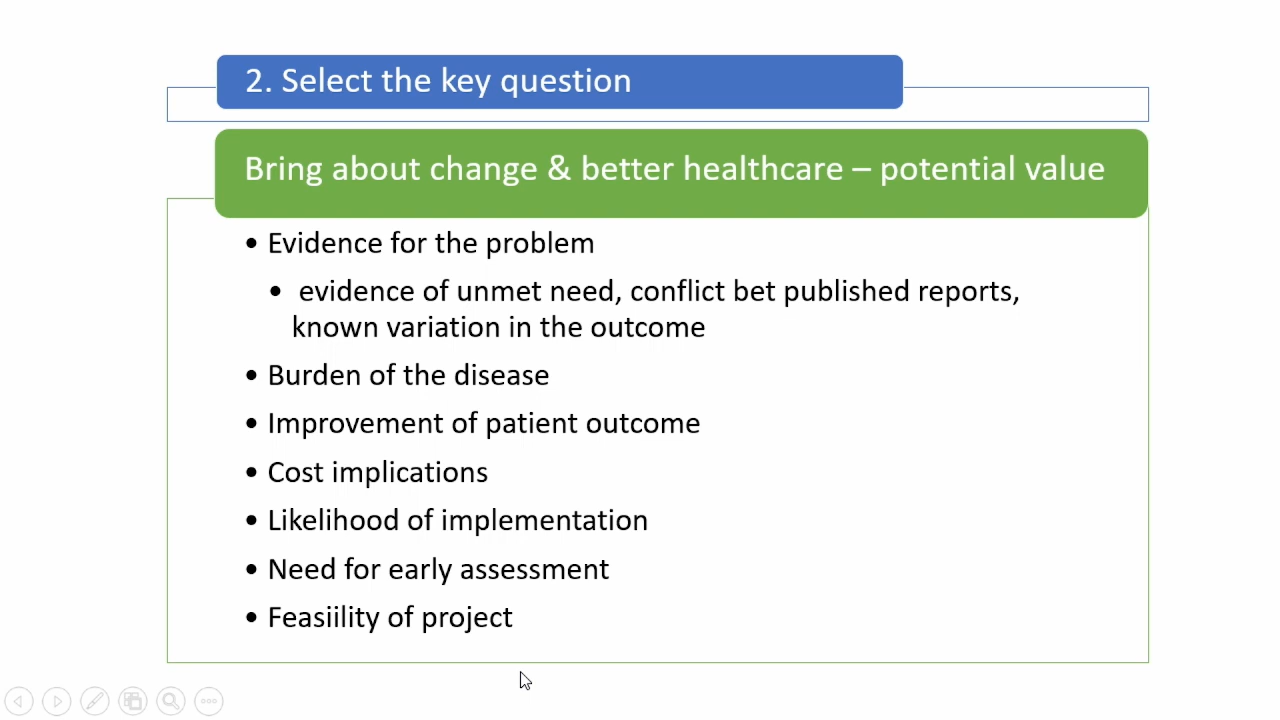 2. Select the key question
Bring about change & better healthcare – potential value
• Evidence for the problem
• evidence of unmet need, conflict bet published reports,
known variation in the outcome
• Burden of the disease
• Improvement of patient outcome
• Cost implications
• Likelihood of implementation
• Need for early assessment
• Feasiility of project